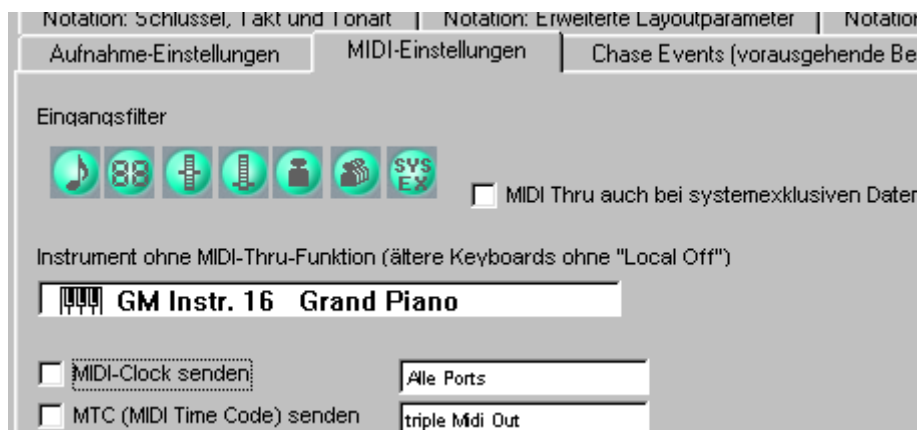 Notation: Schlüssel, Takt und Tonart Notation: Erweiterte Layoutparameter Notation
Aufnahme-Einstellungen MIDI-Einstellungen Chase Events (vorausgehende Be
Eingangsfilter
88 SYS EX
MIDI Thru auch bei systemexklusiven Daten
Instrument ohne MIDI-Thru-Funktion (ältere Keyboards ohne "Local Off")
GM Instr. 16 Grand Piano
MIDI-Clock senden Alle Ports
MTC (MIDI Time Code) senden triple Midi Out